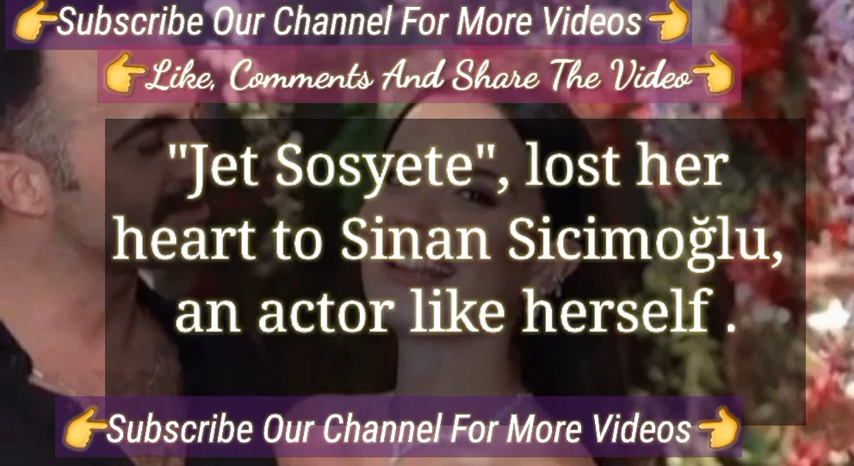 👉Subscribe Our Channel For More Videos👈
👉Like, Comments And Share The Video👈
"Jet Sosyete", lost her
heart to Sinan Sicimoğlu,
an actor like herself .
👉Subscribe Our Channel For More Videos👈